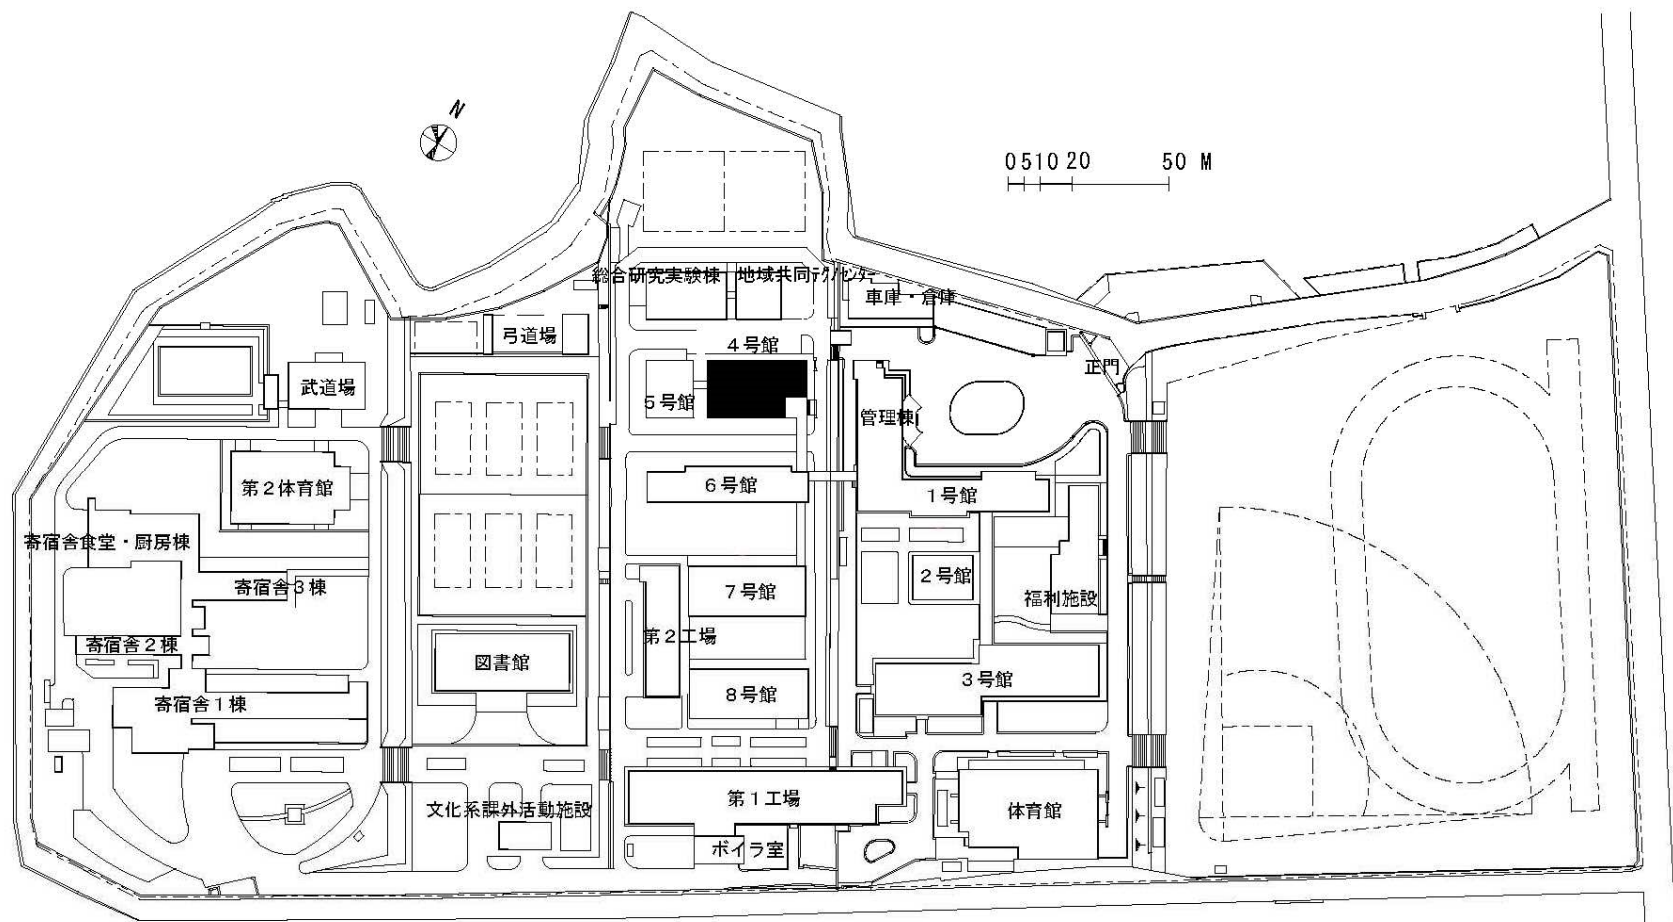 N
0 5 10 20 50 M
総合研究実験棟
地域共同テクノセンター
車庫・倉庫
弓道場
4号館
正門
武道場
5号館
管理棟
第2体育館
6号館
1号館
寄宿舎食堂・厨房棟
寄宿舎3棟
7号館
2号館
福利施設
寄宿舎2棟
第2工場
図書館
3号館
8号館
寄宿舎1棟
第1工場
文化系課外活動施設
体育館
ボイラ室